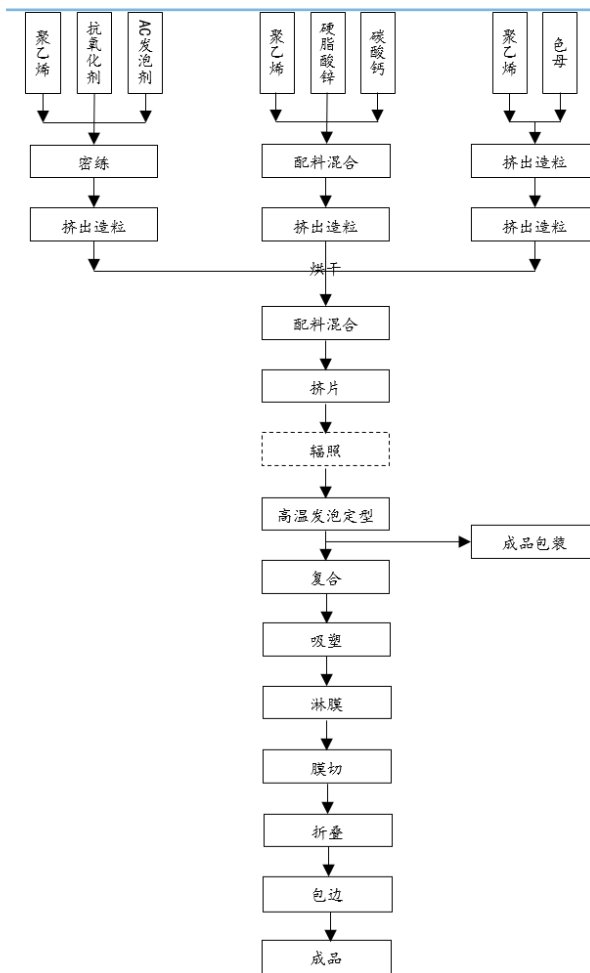 聚乙烯
抗氧化剂
AC发泡剂
聚乙烯
硬脂酸锌
碳酸钙
聚乙烯
色母
密练
配料混合
挤出造粒
挤出造粒
挤出造粒
挤出造粒
烘干
配料混合
挤片
辐照
高温发泡定型
成品包装
复合
吸塑
淋膜
膜切
折叠
包边
成品